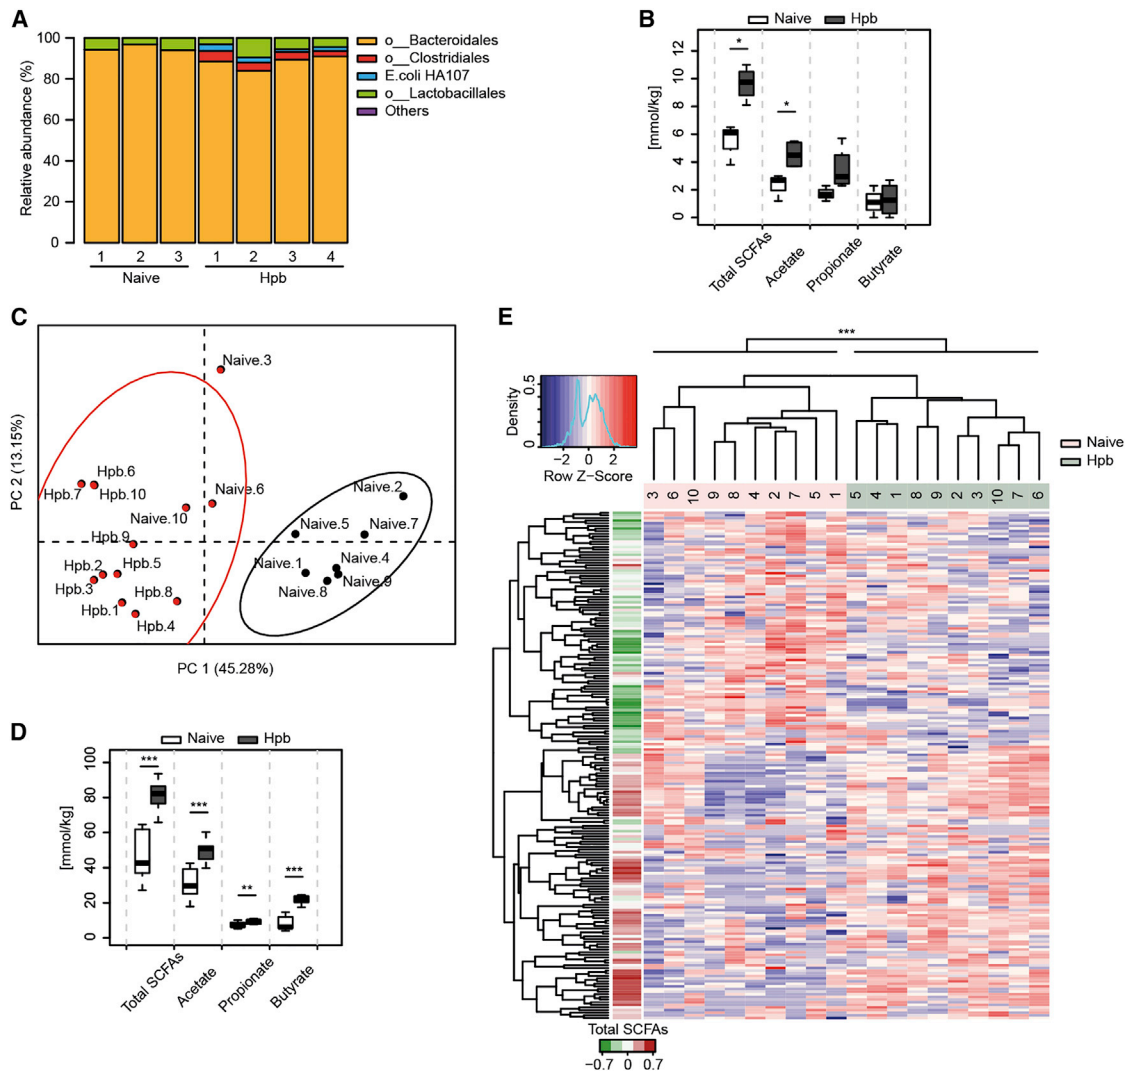 A
Relative abundance (%)
100
80
60
40
20
0
1 2 3 1 2 3 4
Naive Hpb
o__Bacteroidales
o__Clostridiales
E.coli HA107
o__Lactobacillales
Others
B
Naive Hpb
[mmol/kg]
12
10
8
6
4
2
0
* *
Total SCFAs
Acetate
Propionate
Butyrate
C
PC 2 (13.15%)
Naive.3
Hpb.6
Hpb.7
Hpb.10
Naive.6
Naive.10
Naive.2
Naive.5
Naive.7
Hpb.9
Hpb.2
Hpb.5
Hpb.3
Hpb.8
Hpb.1
Hpb.4
Naive.1
Naive.4
Naive.8
Naive.9
PC 1 (45.28%)
D
Naive Hpb
[mmol/kg]
100
80
60
40
20
0
*** *** ** ***
Total SCFAs
Acetate
Propionate
Butyrate
E
***
Density
0.5
0
−2 0 2
Row Z-Score
Naive
Hpb
3 6 10 9 8 4 2 7 5 1 5 4 1 8 9 2 3 10 7 6
Total SCFAs
−0.7 0 0.7